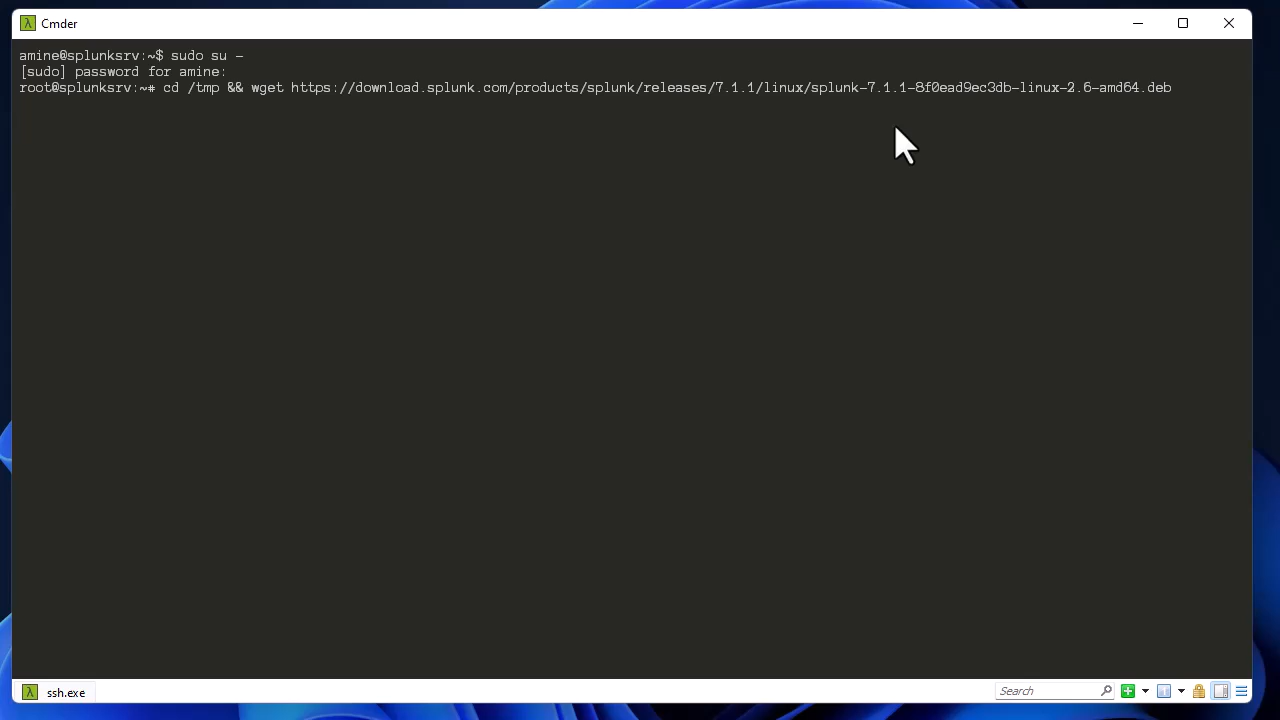 Cmder
amine@splunksrv:~$ sudo su -
[sudo] password for amine:
root@splunksrv:~# cd /tmp && wget https://download.splunk.com/products/splunk/releases/7.1.1/linux/splunk-7.1.1-8f0ead9ec3db-linux-2.6-amd64.deb
ssh.exe
Search